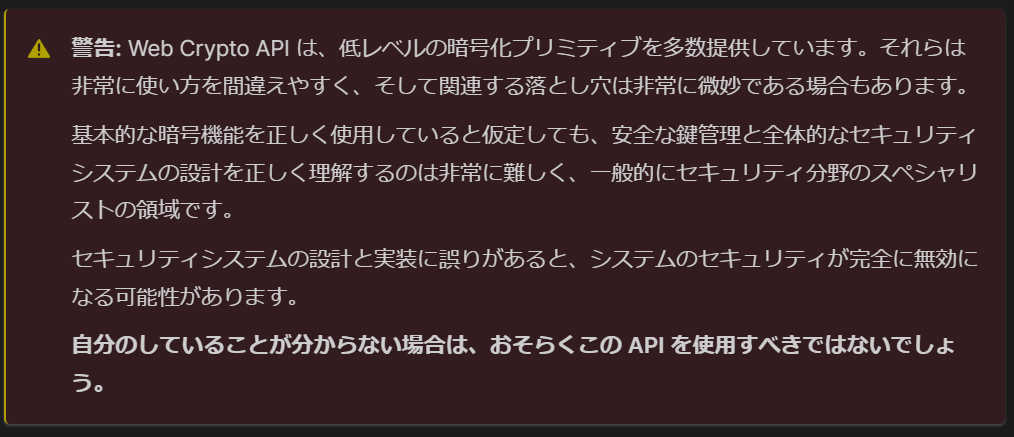 警告: Web Crypto API は、低レベルの暗号化プリミティブを多数提供しています。それらは
非常に使い方を間違えやすく、そして関連する落とし穴は非常に微妙である場合もあります。
基本的な暗号機能を正しく使用していると仮定しても、安全な鍵管理と全体的なセキュリティ
システムの設計を正しく理解するのは非常に難しく、一般的にセキュリティ分野のスペシャリ
ストの領域です。
セキュリティシステムの設計と実装に誤りがあると、システムのセキュリティが完全に無効に
なる可能性があります。
自分のしていることが分からない場合は、おそらくこの API を使用すべきではないでしょ
う。